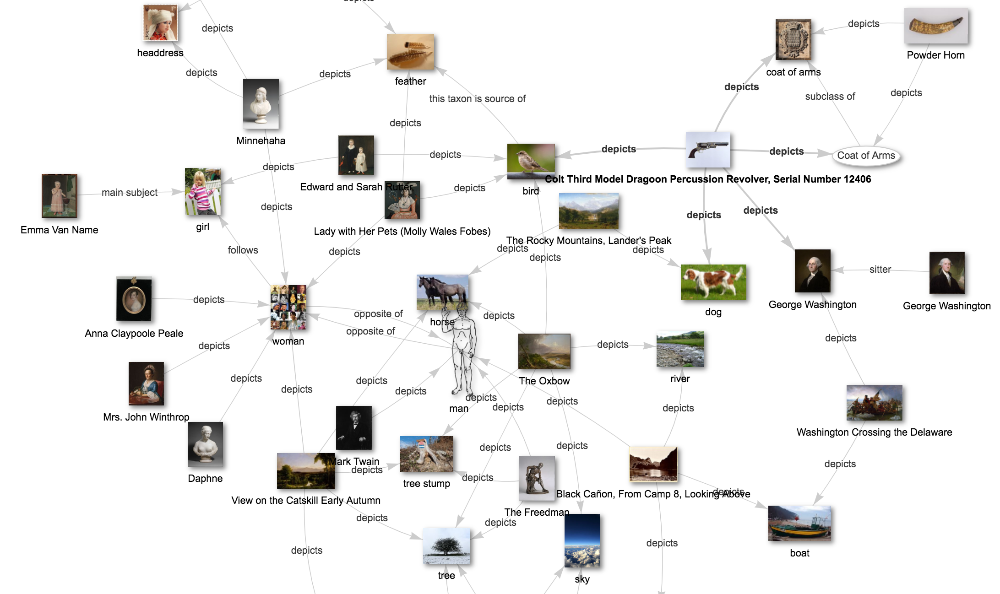 depicts
depicts
depicts
headdress
depicts
Powder Horn
coat of arms
depicts
depicts
feather
depicts
subclass of
depicts
this taxon is source of
depicts
Minnehaha
depicts
depicts
depicts
depicts
Coat of Arms
Colt Third Model Dragoon Percussion Revolver, Serial Number 12406
Edward and Sarah Rutter
depicts
bird
main subject
depicts
depicts
depicts
girl
Emma Van Name
Lady with Her Pets (Molly Wales Fobes)
The Rocky Mountains, Lander's Peak
follows
depicts
depicts
depicts
depicts
sitter
depicts
George Washington
George Washington
dog
opposite of
depicts
horse
opposite of
Anna Claypoole Peale
woman
depicts
depicts
depicts
river
The Oxbow
depicts
depicts
depicts
depicts
depicts
depicts
depicts
depicts
man
depicts
Mrs. John Winthrop
Washington Crossing the Delaware
depicts
depicts
Mark Twain
depicts
depicts
depicts
Daphne
tree stump
depicts
Black Cañon, From Camp 8, Looking Above
View on the Catskill Early Autumn
The Freedman
depicts
depicts
depicts
depicts
boat
tree
sky